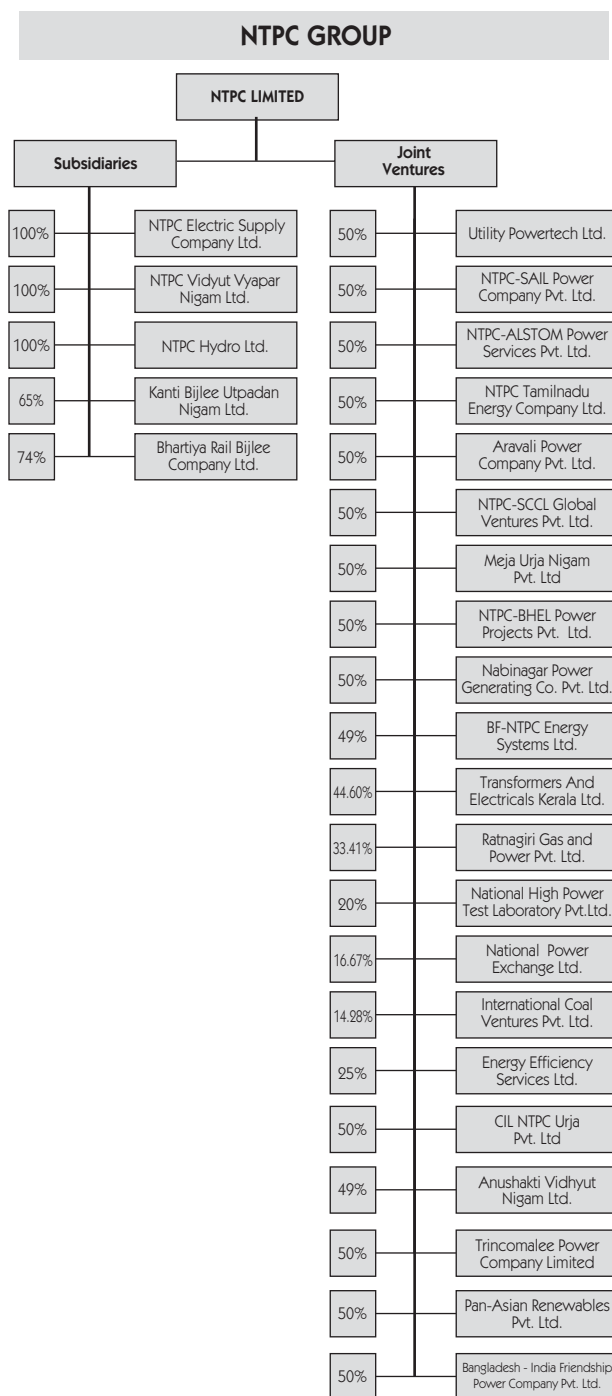 NTPC GROUP
NTPC LIMITED
Subsidiaries
100%
NTPC Electric Supply
Company Ltd.
100%
NTPC Vidyut Vyapar
Nigam Ltd.
100%
NTPC Hydro Ltd.
65%
Kanti Bijlee Utpadan
Nigam Ltd.
74%
Bhartiya Rail Bijlee
Company Ltd.
Joint
Ventures
50%
Utility Powertech Ltd.
50%
NTPC-SAIL Power
Company Pvt. Ltd.
50%
NTPC-ALSTOM Power
Services Pvt. Ltd.
50%
NTPC Tamilnadu
Energy Company Ltd.
50%
Aravali Power
Company Pvt. Ltd.
50%
NTPC-SCCL Global
Ventures Pvt. Ltd.
50%
Meja Urja Nigam
Pvt. Ltd
50%
NTPC-BHEL Power
Projects Pvt. Ltd.
50%
Nabinagar Power
Generating Co. Pvt. Ltd.
49%
BF-NTPC Energy
Systems Ltd.
44.60%
Transformers And
Electricals Kerala Ltd.
33.41%
Ratnagiri Gas and
Power Pvt. Ltd.
20%
National High Power
Test Laboratory Pvt.Ltd.
16.67%
National Power
Exchange Ltd.
14.28%
International Coal
Ventures Pvt. Ltd.
25%
Energy Efficiency
Services Ltd.
50%
CIL NTPC Urja
Pvt. Ltd
49%
Anushakti Vidhyut
Nigam Ltd.
50%
Trincomalee Power
Company Limited
50%
Pan-Asian Renewables
Pvt. Ltd.
50%
Bangladesh - India Friendship
Power Company Pvt. Ltd.